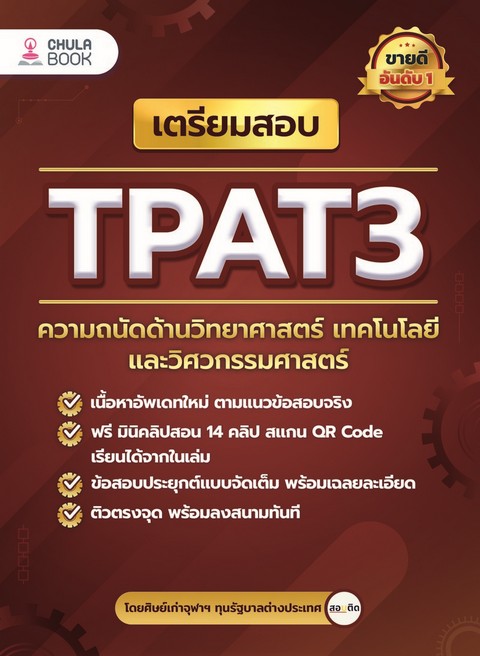 CHULA
BOOK
ขายดี
อันดับ 1
เตรียมสอบ
TPAT3
ความถนัดด้านวิทยาศาสตร์ เทคโนโลยี
และวิศวกรรมศาสตร์
เนื้อหาอัพเดทใหม่ ตามแนวข้อสอบจริง
ฟรี มินิคลิปสอน 14 คลิป สแกน QR Code
เรียนได้จากในเล่ม
ข้อสอบประยุกต์แบบจัดเต็ม พร้อมเฉลยละเอียด
ติวตรงจุด พร้อมลงสนามทันที
โดยศิษย์เก่าจุฬาฯ ทุนรัฐบาลต่างประเทศ
สอบติด